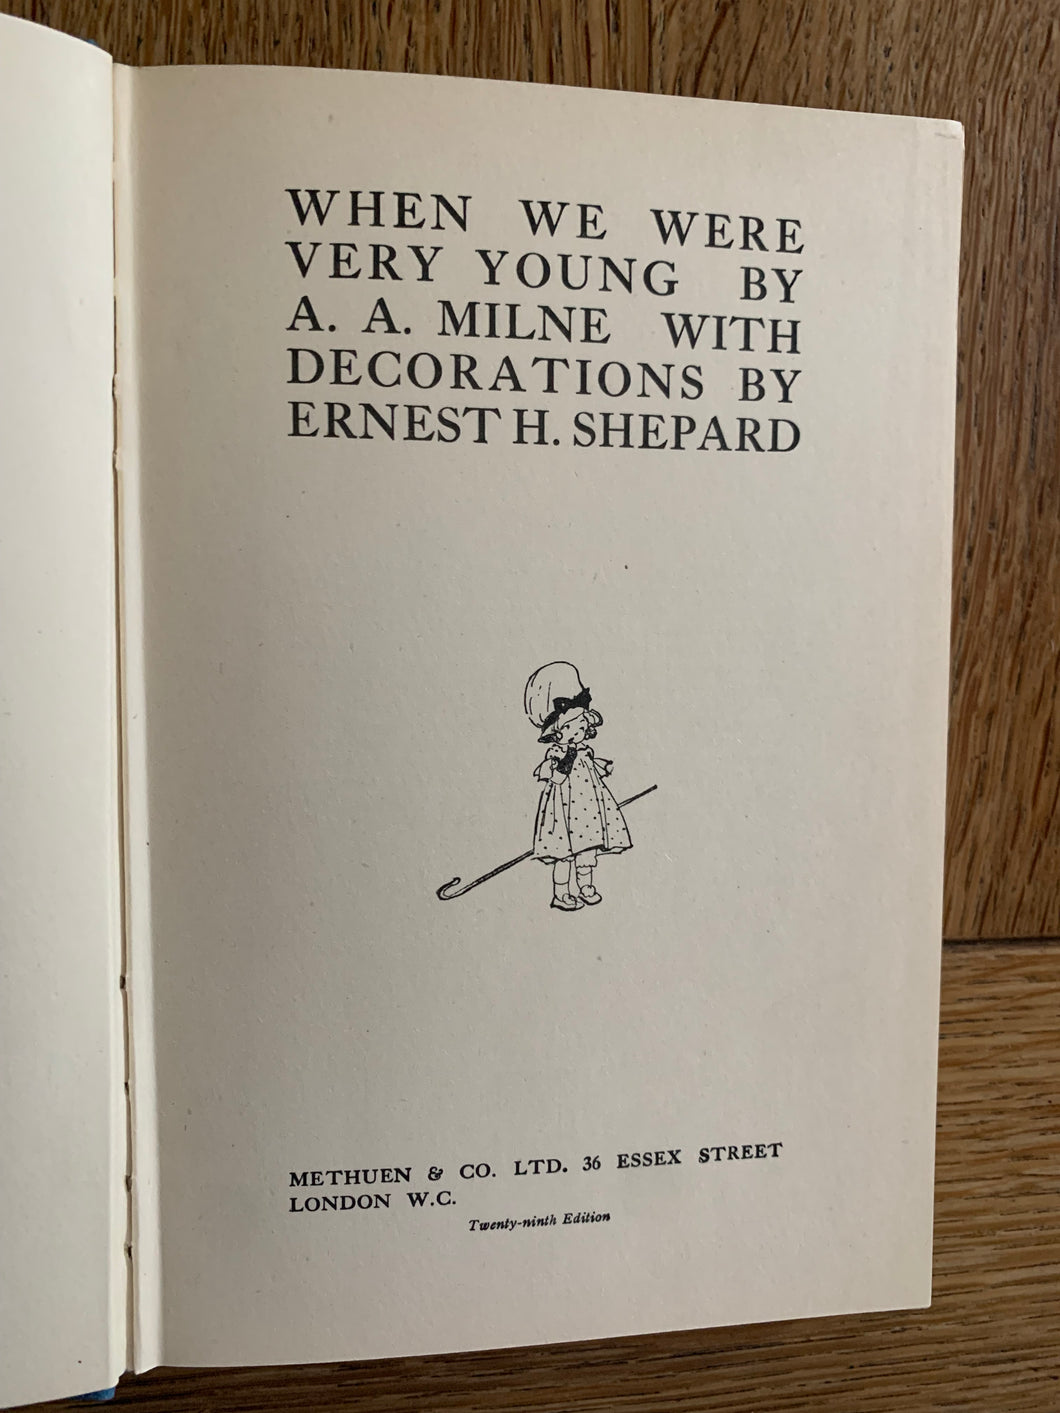 WHEN WE WERE
VERY YOUNG BY
A. A. MILNE WITH
DECORATIONS BY
ERNEST H. SHEPARD
METHUEN & CO. LTD. 36 ESSEX STREET
LONDON W.C.
Twenty-ninth Edition